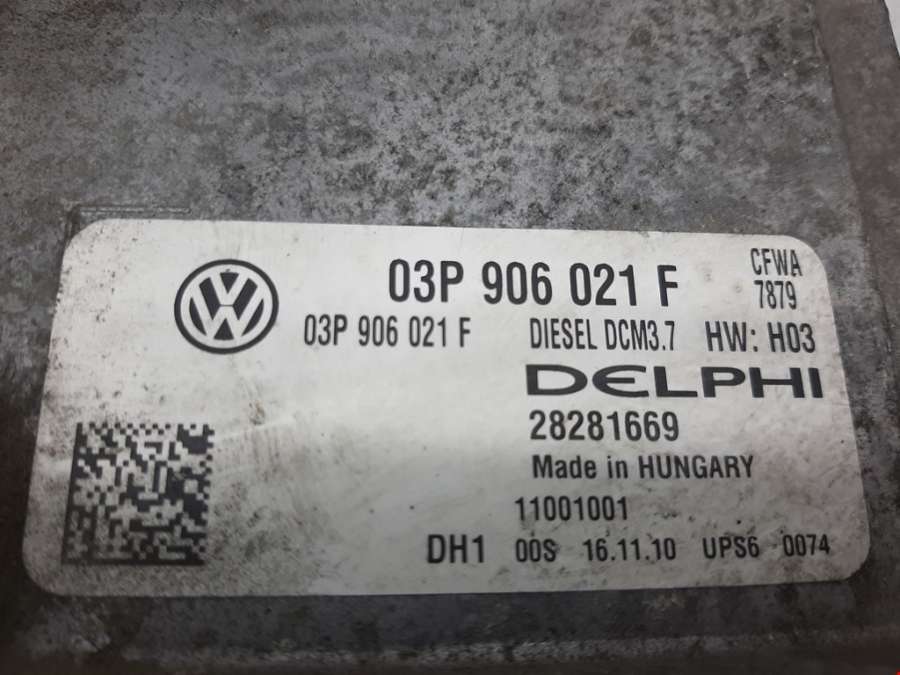 03P 906 021 F
CFWA
7879
03P 906 021 F DIESEL DCM3.7 HW: H03
DELPHI
28281669
Made in HUNGARY
11001001
DH1 00S 16.11.10 UPS6 0074